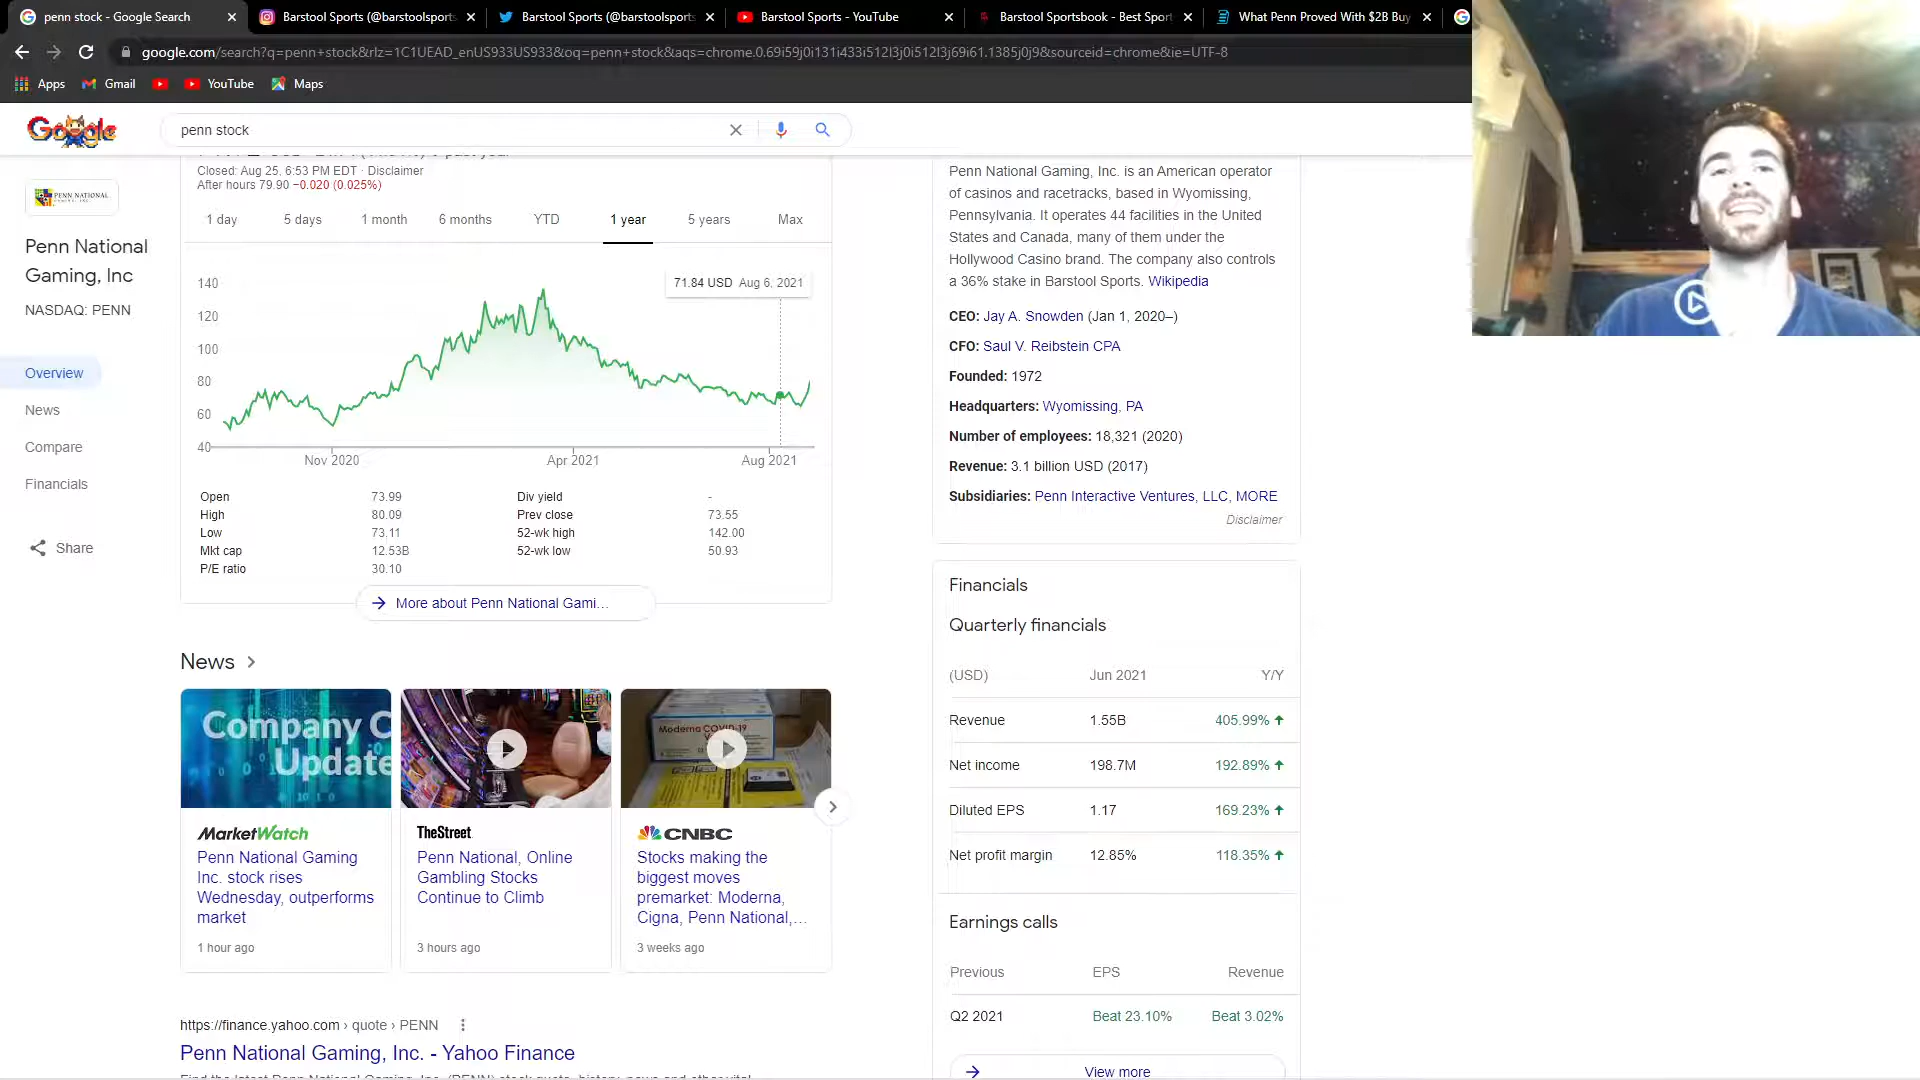 penn stock - Google Search
Barstool Sports (@barstoolsports
Barstool Sports (@barstoolsports
Barstool Sports - YouTube
Barstool Sportsbook - Best Sport
What Penn Proved With $2B Buy
google.com/search?q=penn+stock&rlz=1C1UEAD_enUS933US933&oq=penn+stock&aqs=chrome.0.69i59j0i131i433i512l3j0i512l3j69i61.1385j0j9&sourceid=chrome&ie=UTF-8
Apps
Gmail
YouTube
Maps
Google
penn stock
PENN NATIONAL
Penn National
Gaming, Inc
NASDAQ: PENN
Overview
News
Compare
Financials
Share
Closed: Aug 25, 6:53 PM EDT · Disclaimer
After hours 79.90 −0.020 (0.025%)
1 day
5 days
1 month
6 months
YTD
1 year
5 years
Max
71.84 USD Aug 6, 2021
140
120
100
80
60
40
Nov 2020
Apr 2021
Aug 2021
Open 73.99 Div yield -
High 80.09 Prev close 73.55
Low 73.11 52-wk high 142.00
Mkt cap 12.53B 52-wk low 50.93
P/E ratio 30.10
More about Penn National Gami...
News
Company C
Update
MarketWatch
Penn National Gaming
Inc. stock rises
Wednesday, outperforms
market
1 hour ago
TheStreet
Penn National, Online
Gambling Stocks
Continue to Climb
3 hours ago
Moderna COVID-19
CNBC
Stocks making the
biggest moves
premarket: Moderna,
Cigna, Penn National,...
3 weeks ago
https://finance.yahoo.com › quote › PENN
Penn National Gaming, Inc. - Yahoo Finance
Penn National Gaming, Inc. is an American operator
of casinos and racetracks, based in Wyomissing,
Pennsylvania. It operates 44 facilities in the United
States and Canada, many of them under the
Hollywood Casino brand. The company also controls
a 36% stake in Barstool Sports. Wikipedia
CEO: Jay A. Snowden (Jan 1, 2020–)
CFO: Saul V. Reibstein CPA
Founded: 1972
Headquarters: Wyomissing, PA
Number of employees: 18,321 (2020)
Revenue: 3.1 billion USD (2017)
Subsidiaries: Penn Interactive Ventures, LLC, MORE
Disclaimer
Financials
Quarterly financials
(USD) Jun 2021 Y/Y
Revenue 1.55B 405.99%
Net income 198.7M 192.89%
Diluted EPS 1.17 169.23%
Net profit margin 12.85% 118.35%
Earnings calls
Previous EPS Revenue
Q2 2021 Beat 23.10% Beat 3.02%
View more